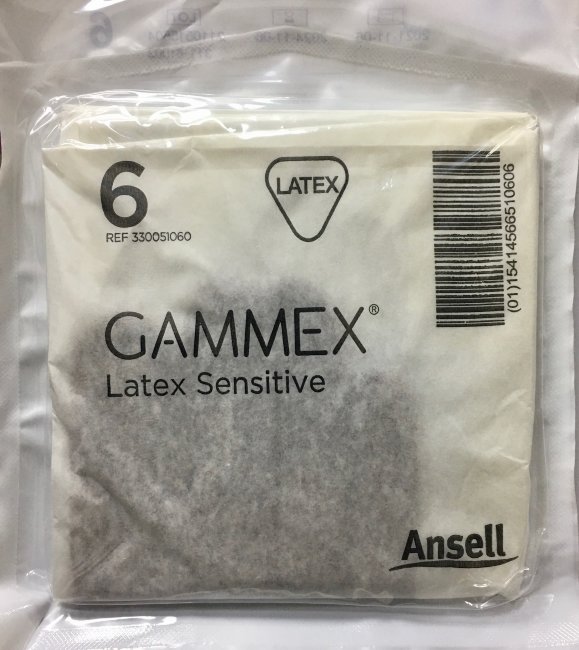 6
REF 330051060
LATEX
(01)15414566510606
GAMMEX®
Latex Sensitive
Ansell